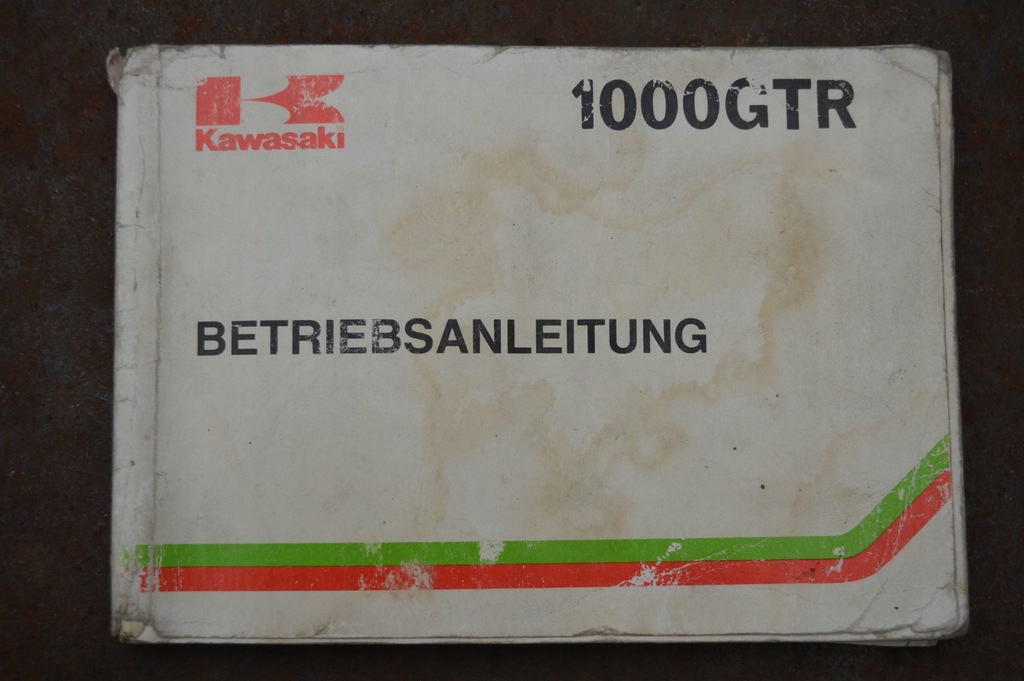 Kawasaki
1000GTR
BETRIEBSANLEITUNG